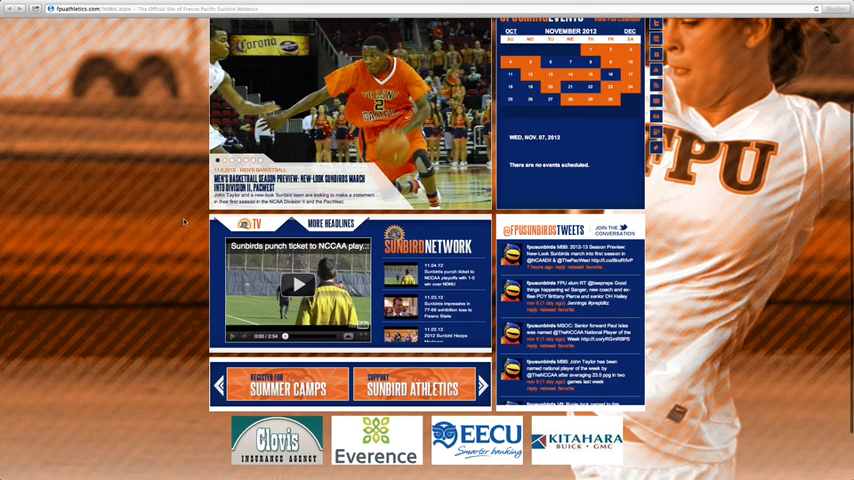 fpuathletics.com/index.aspx — The Official Site of Fresno Pacific Sunbird Athletics
Reader
UPCOMING EVENTS
View Full Calendar
OCT NOVEMBER 2012 DEC
SU M TU W TH F SA
1 2 3
4 5 6 7 8 9 10
11 12 13 14 15 16 17
18 19 20 21 22 23 24
25 26 27 28 29 30
WED, NOV. 07, 2012
There are no events scheduled.
Corona
FRESNO
2
PACIFIC
11.6.2012 MEN'S BASKETBALL
MEN'S BASKETBALL SEASON PREVIEW: NEW-LOOK SUNBIRDS MARCH
INTO DIVISION II, PACWEST
John Taylor and a new-look Sunbird team are looking to make a statement
in their first season in the NCAA Division II and the PacWest.
FPU
TV
MORE HEADLINES
Sunbirds punch ticket to NCCAA play...
0:00 / 2:54
SUNBIRD NETWORK
11.04.12
Sunbirds punch ticket to
NCCAA playoffs with 1-0
win over NDNU
11.03.12
Sunbirds impressive in
77-66 exhibition loss to
Fresno State
11.02.12
2012 Sunbird Hoops
@FPUSUNBIRDS TWEETS
JOIN THE
CONVERSATION
fpusunbirds MBB: 2012-13 Season Preview:
New-Look Sunbirds march into first season in
@NCAADII & @ThePacWest
7 hours ago reply retweet favorite
fpusunbirds FPU alum RT @beeprepe Good
things happening w/ Sanger, new coach and ex-
Bee POY Brittany Pierce and senior OH Hailey
Jennings #prepblitz
nov 6 (1 day ago)
reply retweet favorite
fpusunbirds MSOC: Senior forward Paul Islas
was named @TheNCCAA National Player of the
Week
nov 6 (1 day ago)
reply retweet favorite
fpusunbirds MBB: John Taylor has been
named national player of the week by
@TheNCCAA after averaging 23.5 ppg in two
games last week
nov 6 (1 day ago)
reply retweet favorite
REGISTER FOR
SUMMER CAMPS
SUPPORT
SUNBIRD ATHLETICS
Clovis
INSURANCE AGENCY
Everence
EECU
Smarter banking
KITAHARA
BUICK • GMC